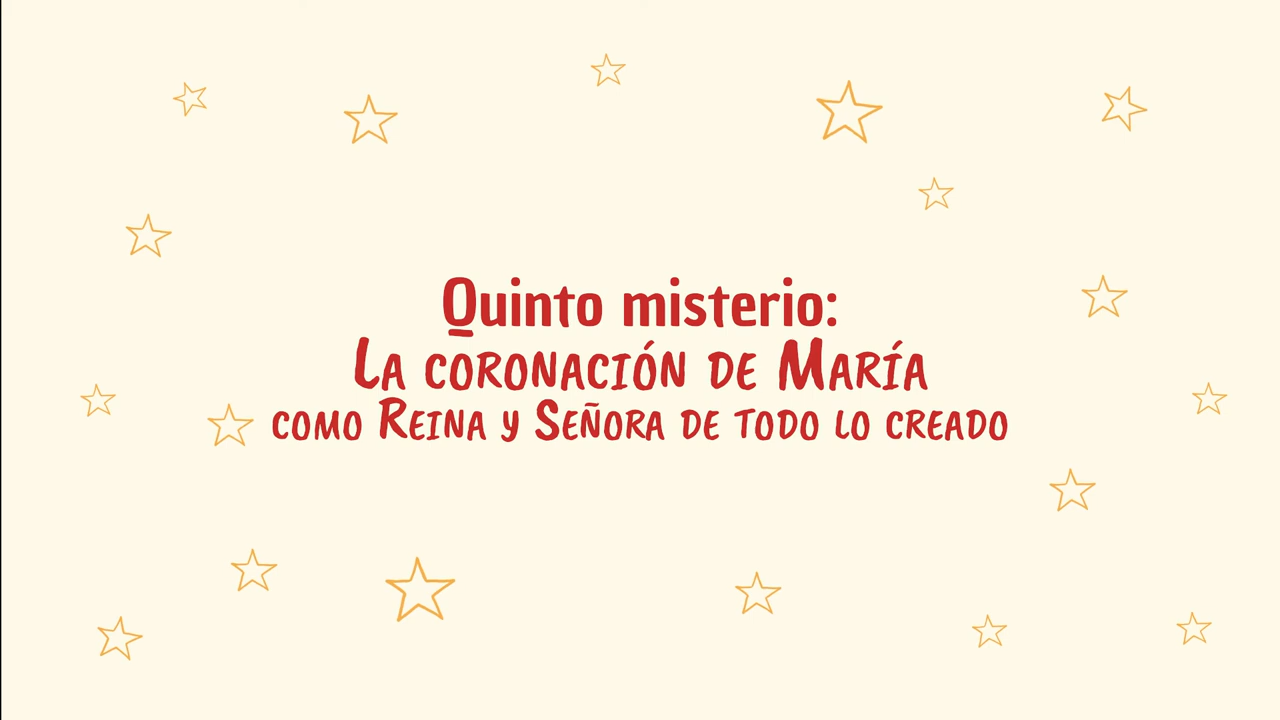 Quinto misterio:
La coronación de María
como Reina y Señora de todo lo creado